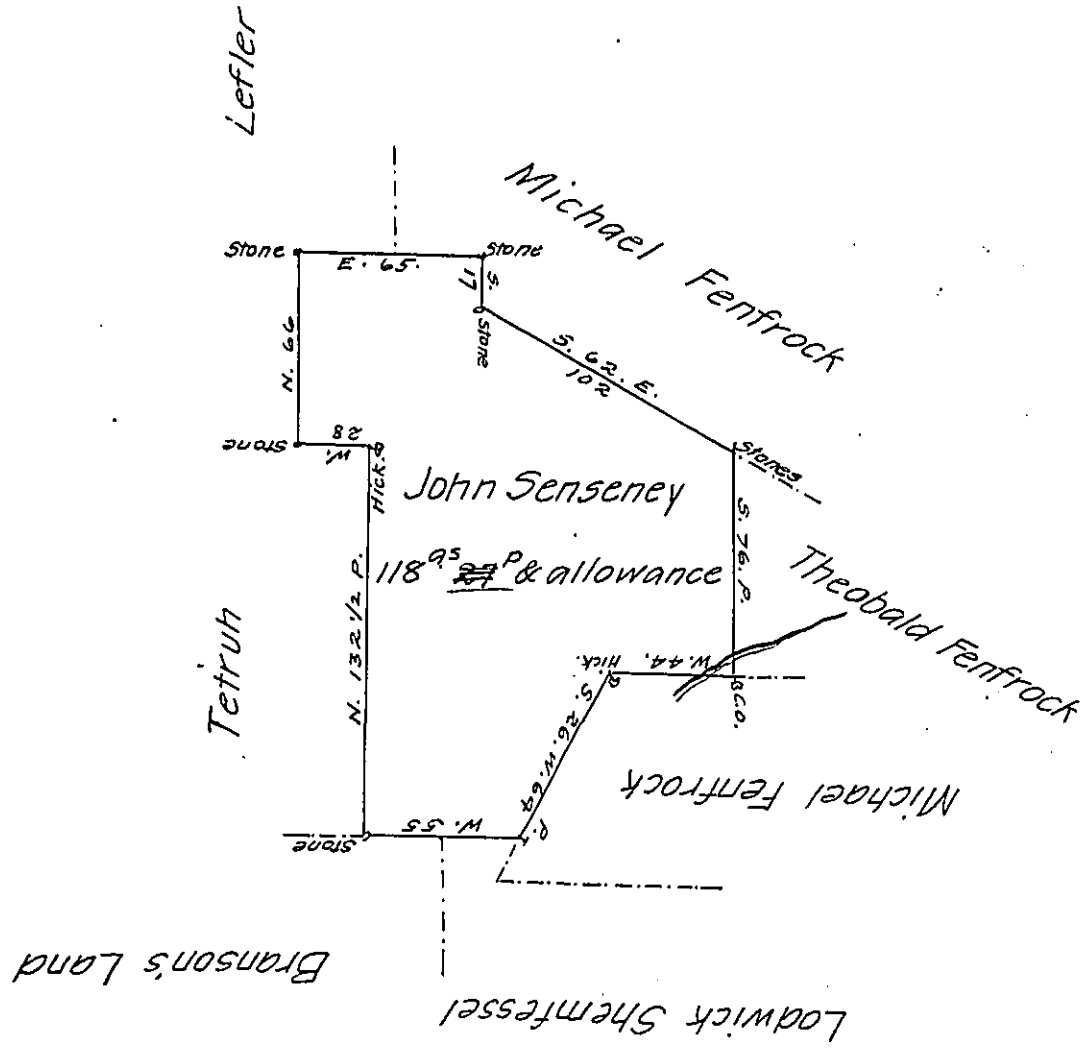 Lefler
Michael Fenfrock
Stone
Stone
E. 65.
S.
17
Stone
N. 66
S. 62. E.
102
Stone
W. 28
Hick.
Stones
John Senseney
118 as P & allowance
S. 76. P.
Theobald Fenfrock
Tetruh
N. 132 1/2 P.
Hick.
W. 44.
B.C.O.
S. 26. W. 64
Michael Fenfrock
Stone
W. 55
P.
Branson's Land
Lodwick Shemfessel